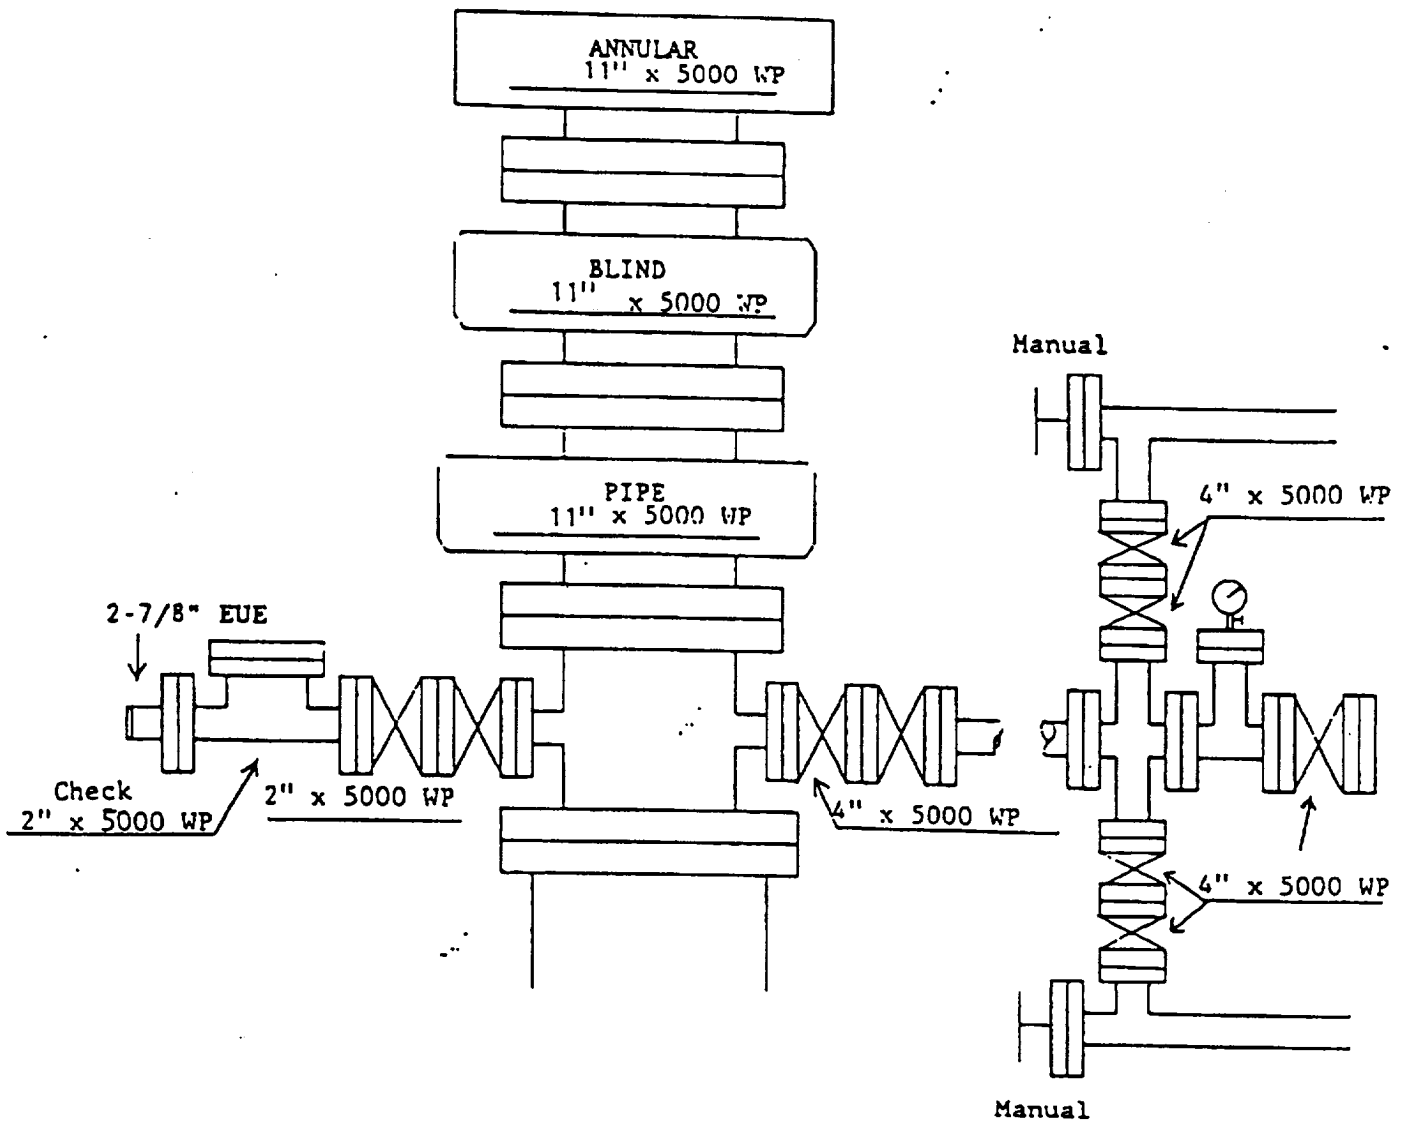 ANNULAR
11" x 5000 WP
BLIND
11" x 5000 WP
Manual
PIPE
11" x 5000 WP
4" x 5000 WP
2-7/8" EUE
Check
2" x 5000 WP
2" x 5000 WP
4" x 5000 WP
4" x 5000 WP
Manual